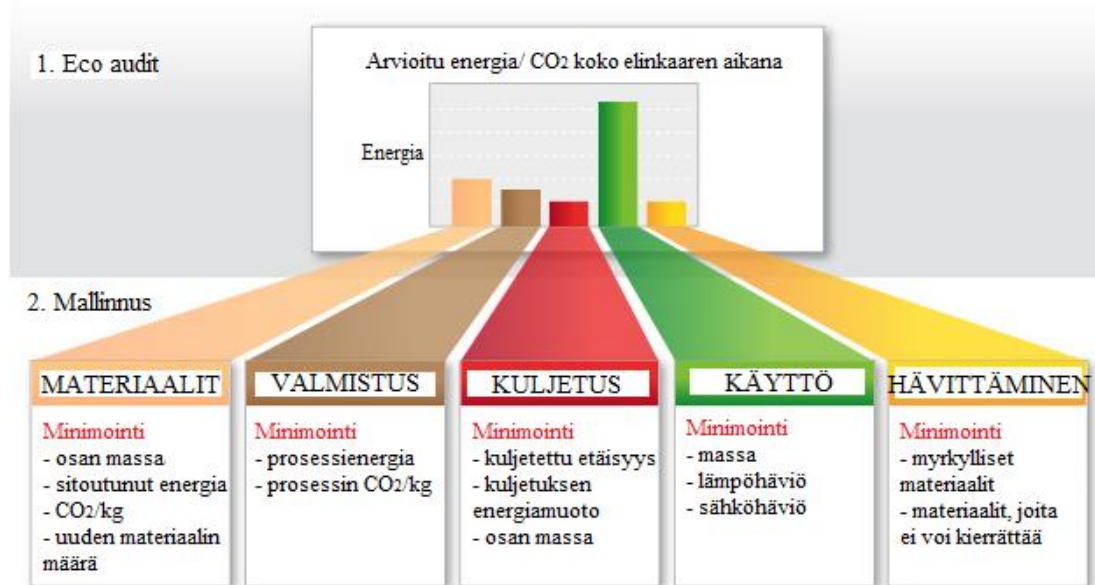 1. Eco audit
Arvioitu energia/ CO2 koko elinkaaren aikana
Energia
2. Mallinnus
MATERIAALIT
Minimointi
- osan massa
- sitoutunut energia
- CO2/kg
- uuden materiaalin
määrä
VALMISTUS
Minimointi
- prosessienergia
- prosessin CO2/kg
KULJETUS
Minimointi
- kuljetettu etäisyys
- kuljetuksen
energiamuoto
- osan massa
KÄYTTÖ
Minimointi
- massa
- lämpöhäviö
- sähköhäviö
HÄVITTÄMINEN
Minimointi
- myrkylliset
materiaalit
- materiaalit, joita
ei voi kierrättää